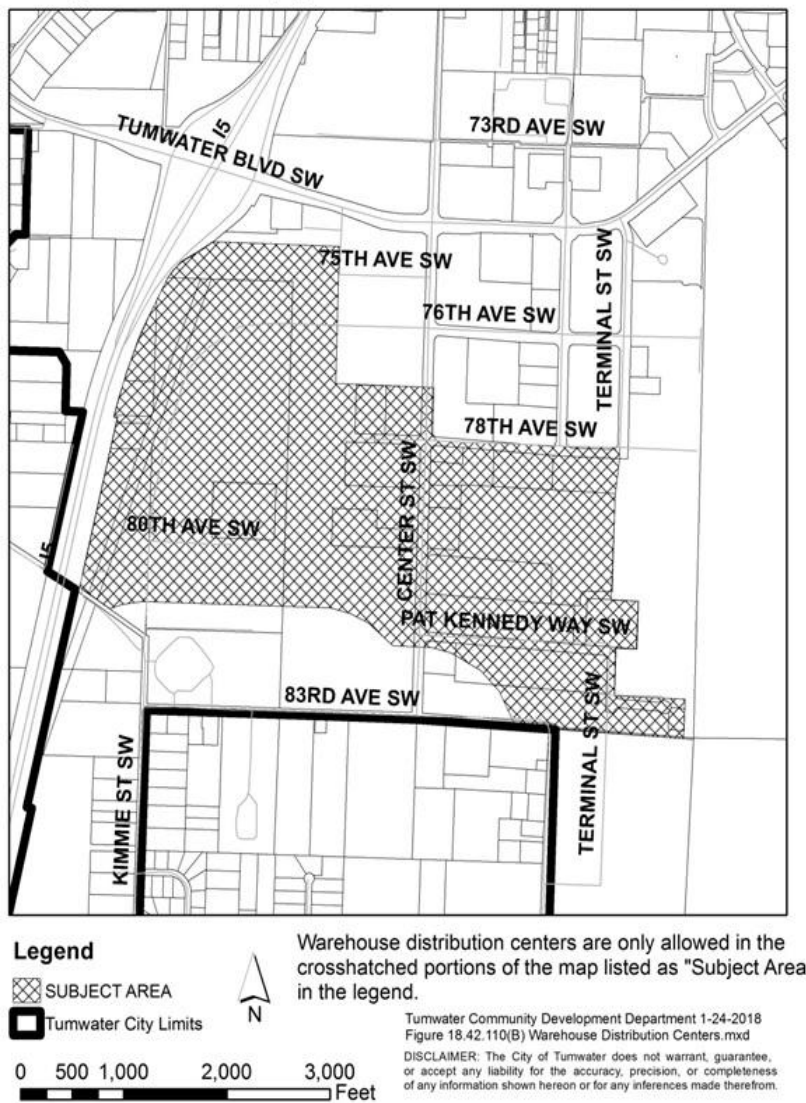 I5
TUMWATER BLVD SW
73RD AVE SW
75TH AVE SW
76TH AVE SW
TERMINAL ST SW
78TH AVE SW
CENTER ST SW
80TH AVE SW
I5
PAT KENNEDY WAY SW
83RD AVE SW
TERMINAL ST SW
KIMMIE ST SW
Legend
SUBJECT AREA
Tumwater City Limits
N
Warehouse distribution centers are only allowed in the
crosshatched portions of the map listed as "Subject Area
in the legend.
Tumwater Community Development Department 1-24-2018
Figure 18.42.110(B) Warehouse Distribution Centers.mxd
DISCLAIMER: The City of Tumwater does not warrant, guarantee,
or accept any liability for the accuracy, precision, or completeness
of any information shown hereon or for any inferences made therefrom.
0 500 1,000 2,000 3,000
Feet